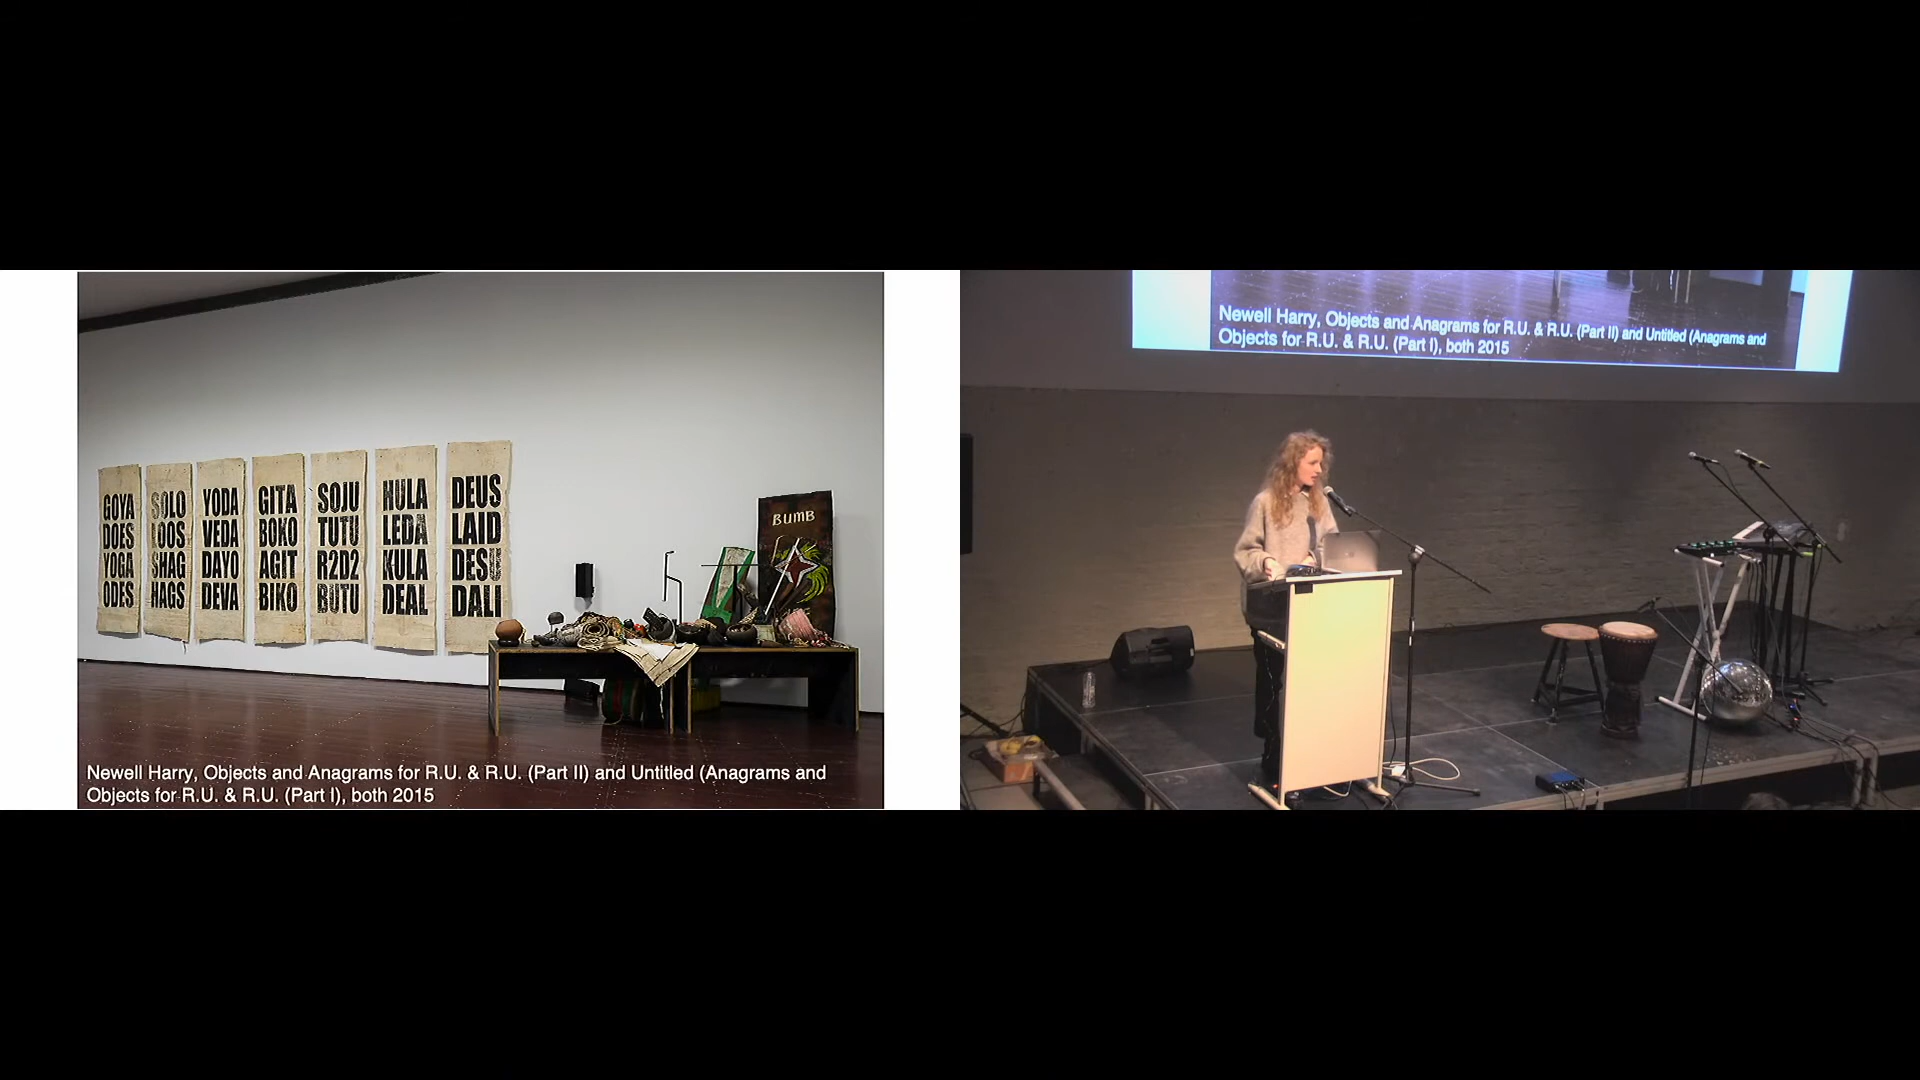 GOYA
DOES
YOGA
ODES
SOLO
LOOS
SHAG
HAGS
YODA
VEDA
DAYO
DEVA
GITA
BOKO
AGIT
BIKO
SOJU
TUTU
R2D2
BUTU
HULA
LEDA
KULA
DEAL
DEUS
LAID
DESU
DALI
BUMB
Newell Harry, Objects and Anagrams for R.U. & R.U. (Part II) and Untitled (Anagrams and
Objects for R.U. & R.U. (Part I), both 2015
Newell Harry, Objects and Anagrams for R.U. & R.U. (Part II) and Untitled (Anagrams and
Objects for R.U. & R.U. (Part I), both 2015